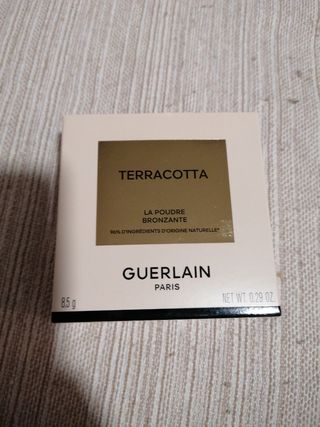 TERRACOTTA
LA POUDRE
BRONZANTE
96% D'INGRÉDIENTS D'ORIGINE NATURELLE*
GUERLAIN
PARIS
8.5 g
NET WT. 0.29 OZ.